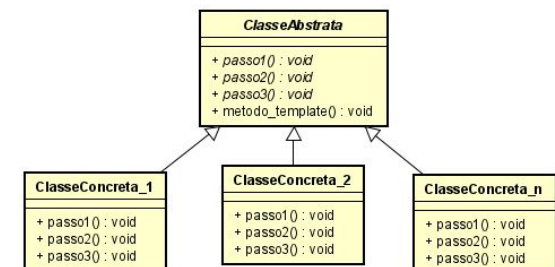 ClasseAbstrata
+ passo1() : void
+ passo2() : void
+ passo3() : void
+ metodo_template() : void
ClasseConcreta_1
+ passo1() : void
+ passo2() : void
+ passo3() : void
ClasseConcreta_2
+ passo1() : void
+ passo2() : void
+ passo3() : void
ClasseConcreta_n
+ passo1() : void
+ passo2() : void
+ passo3() : void